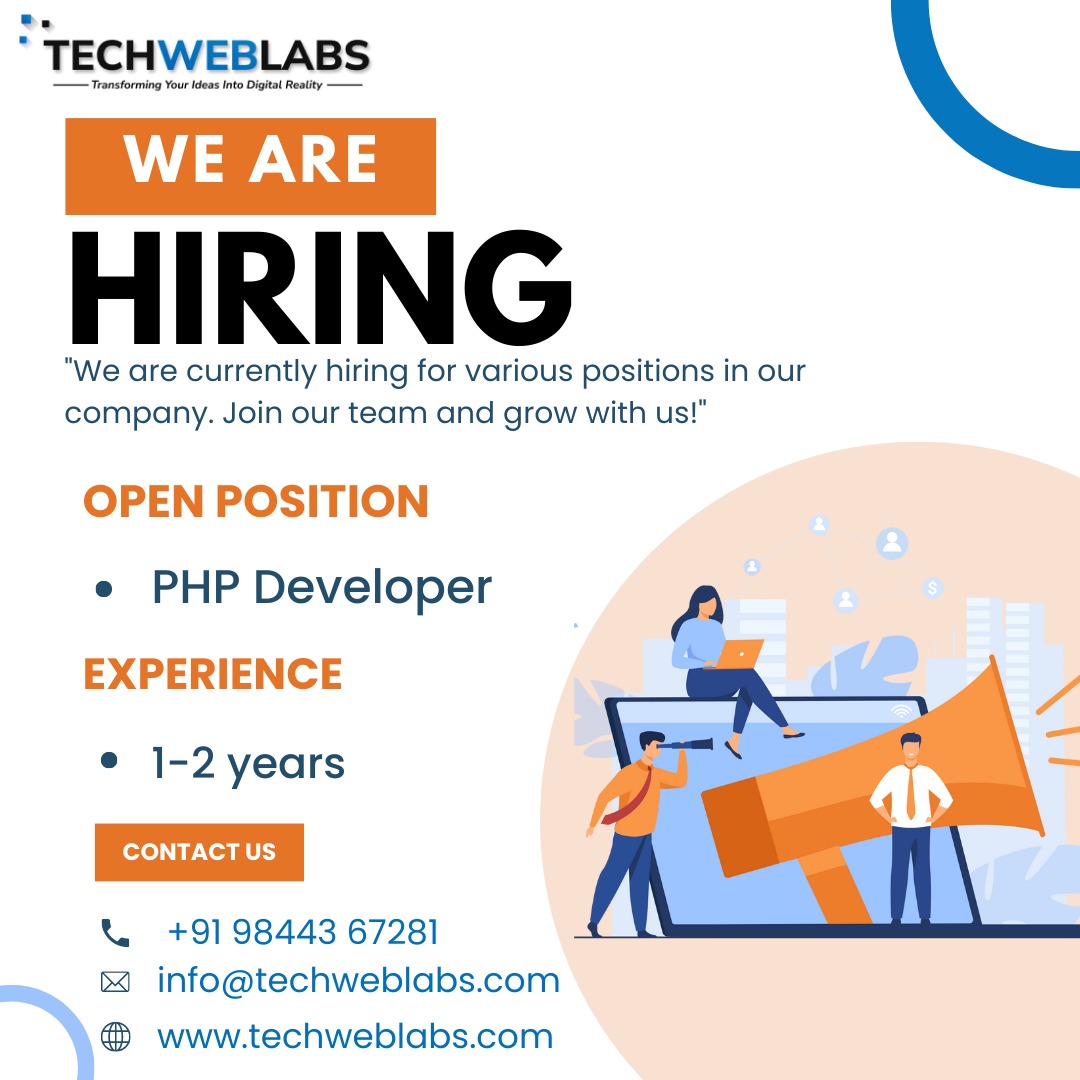 TECHWEBLABS
Transforming Your Ideas Into Digital Reality
WE ARE
HIRING
"We are currently hiring for various positions in our
company. Join our team and grow with us!"
OPEN POSITION
• PHP Developer
EXPERIENCE
• 1-2 years
CONTACT US
+91 98443 67281
info@techweblabs.com
www.techweblabs.com
$